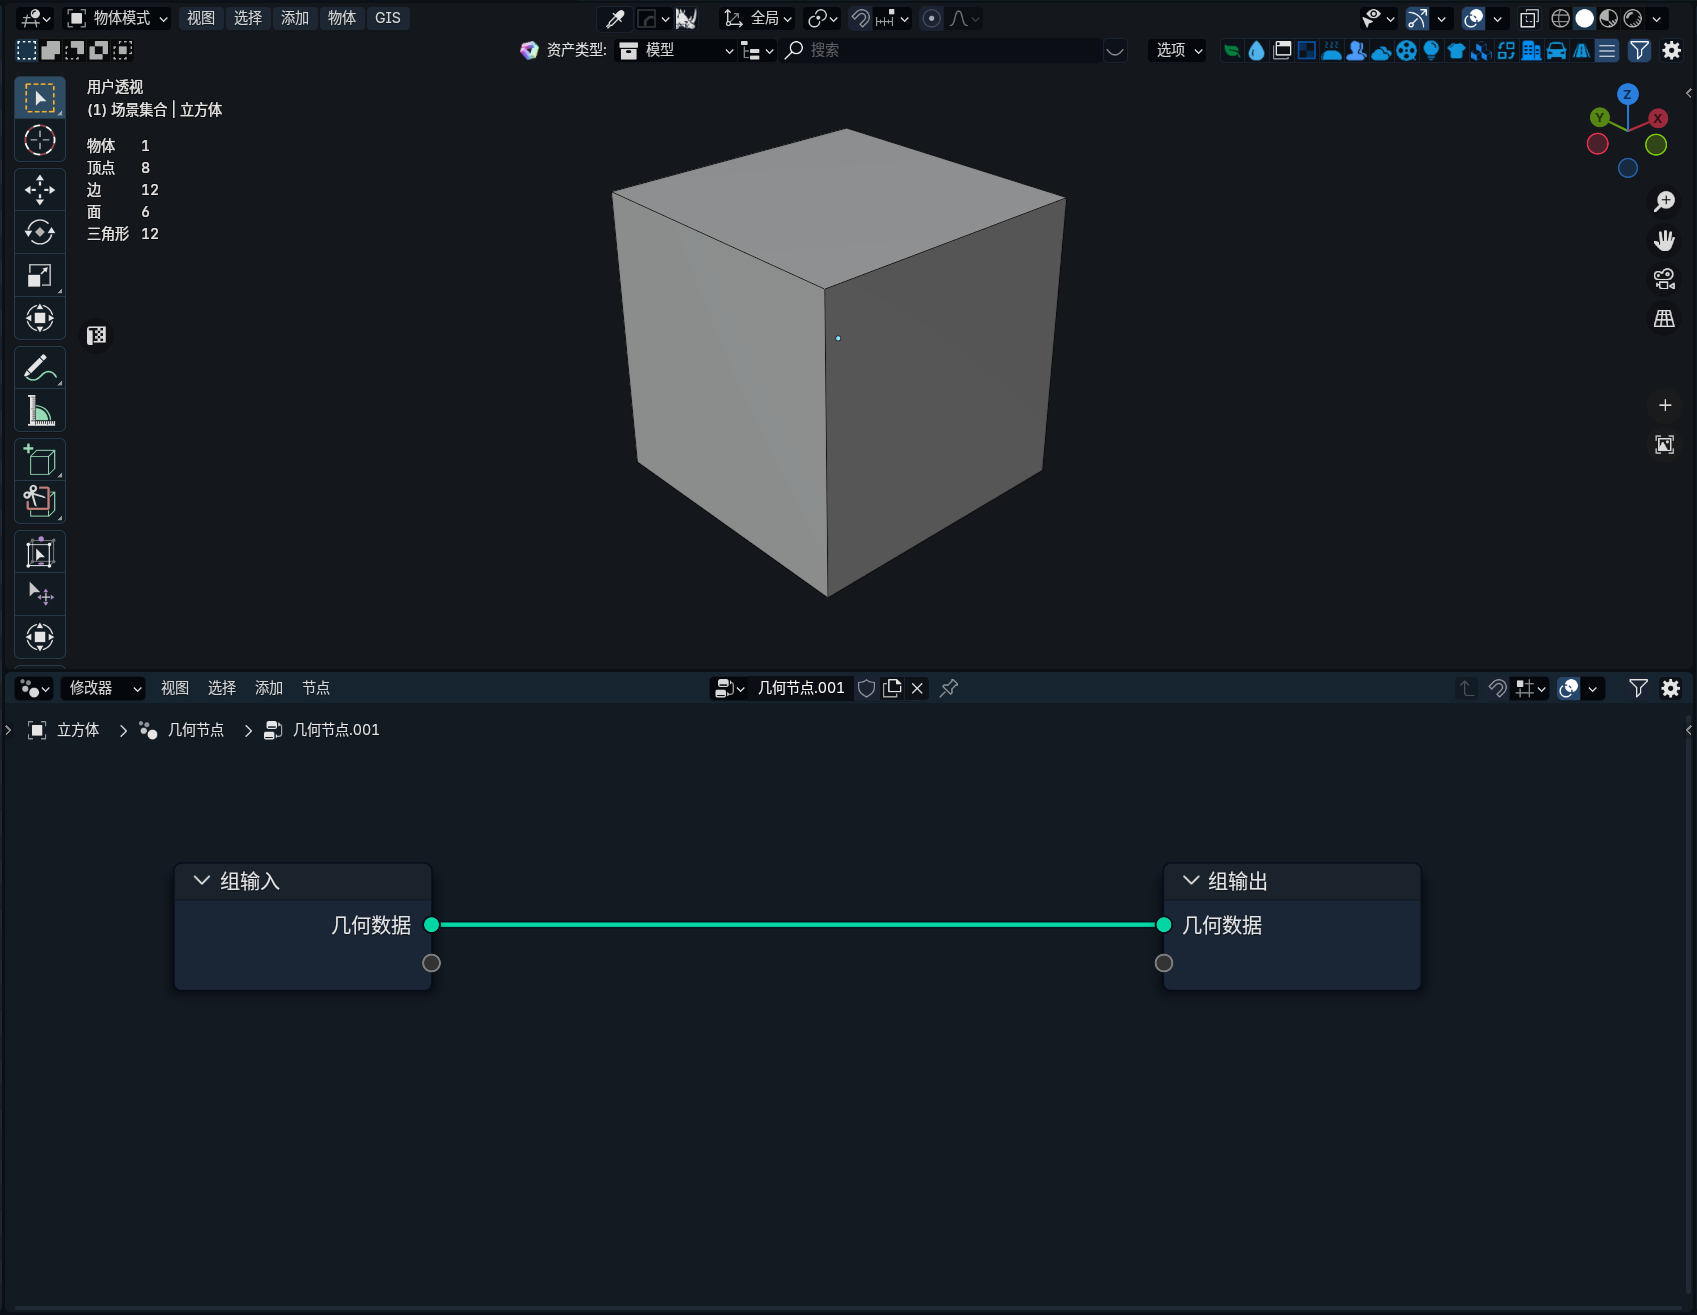 物体模式 视图 选择 添加 物体 GIS 全局
资产类型: 模型 搜索 选项
用户透视
(1) 场景集合 | 立方体
物体 1
顶点 8
边 12
面 6
三角形 12
Z
Y
X
修改器 视图 选择 添加 节点 几何节点.001
立方体 几何节点 几何节点.001
组输入
几何数据
组输出
几何数据